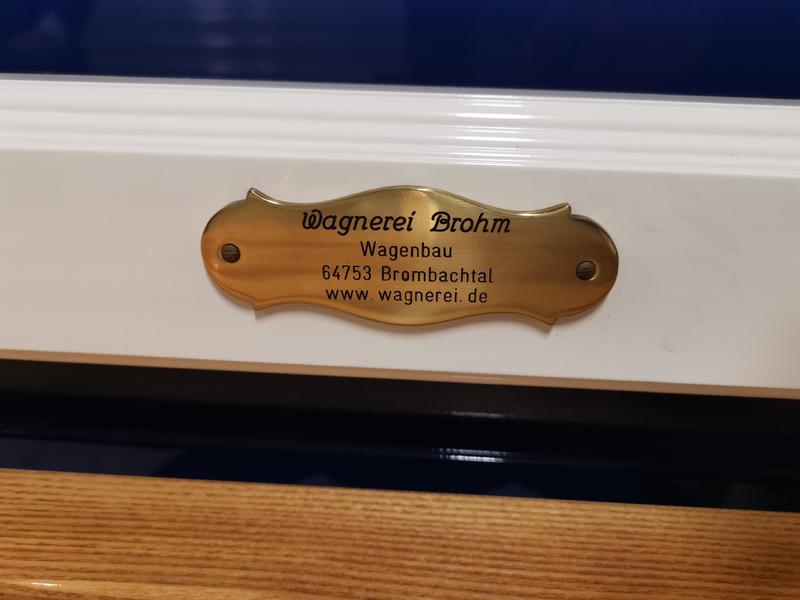 Wagnerei Brohm
Wagenbau
64753 Brombachtal
www.wagnerei.de